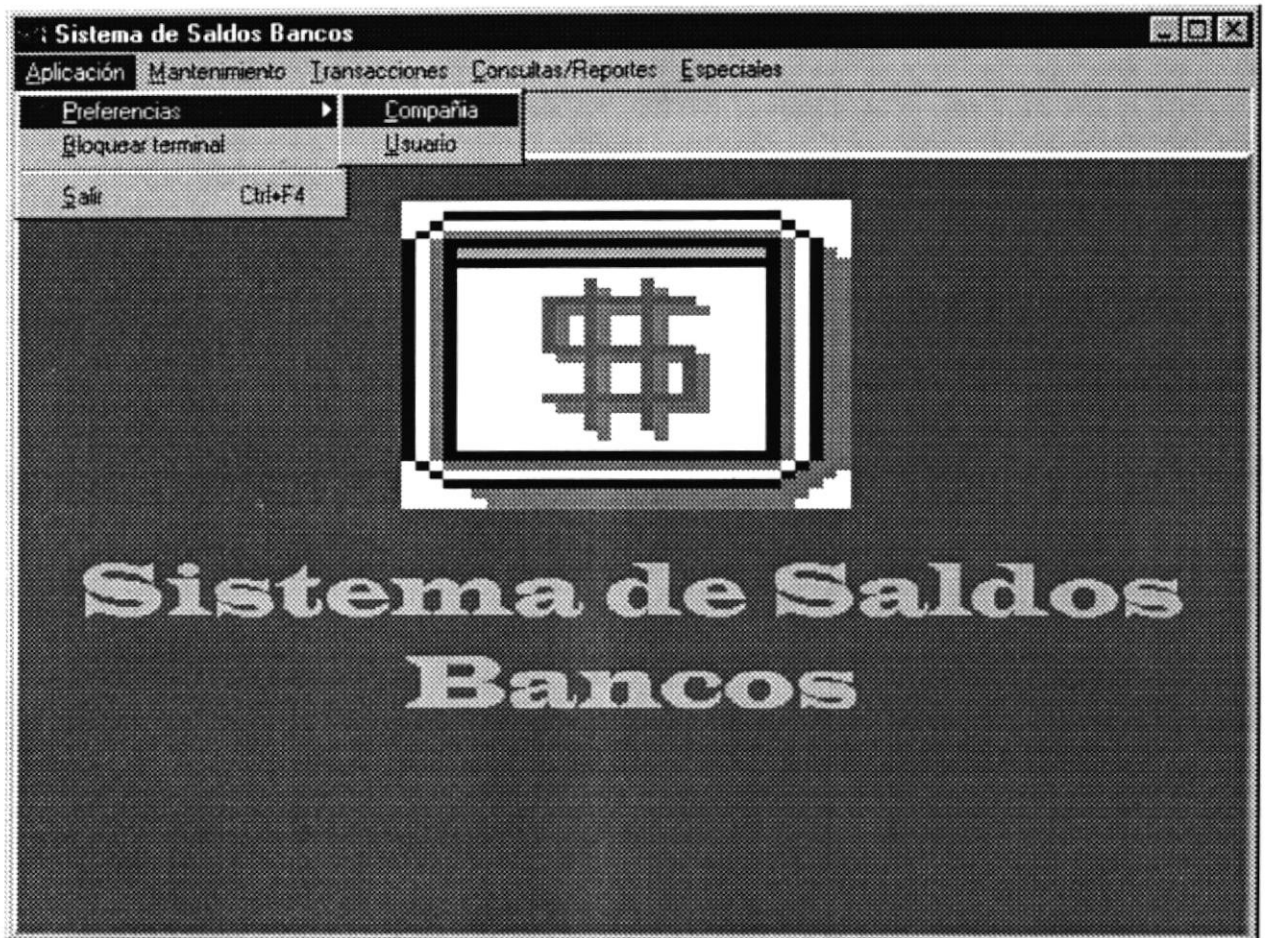 Sistema de Saldos Bancos
Aplicación Mantenimiento Transacciones Consultas/Reportes Especiales
Preferencias Compañia
Bloquear terminal Usuario
Salir Ctrl+F4
$
Sistema de Saldos
Bancos